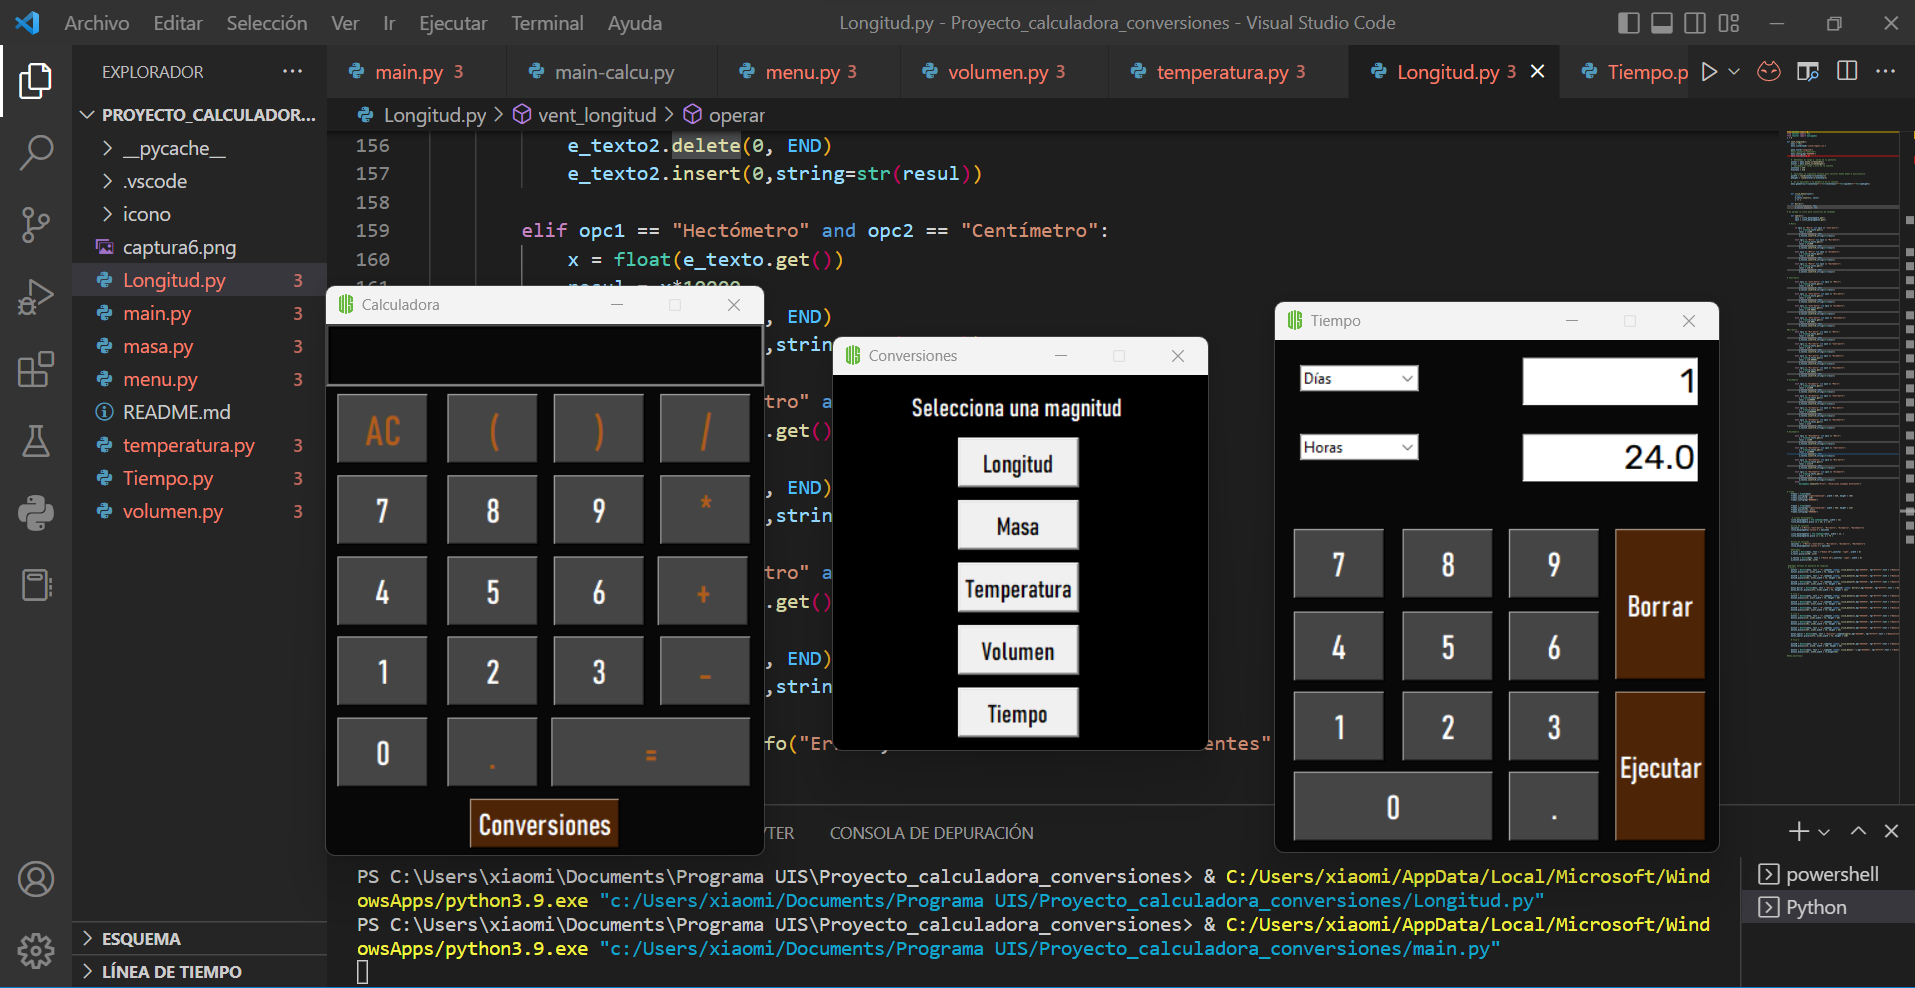 Archivo Editar Selección Ver Ir Ejecutar Terminal Ayuda
Longitud.py - Proyecto_calculadora_conversiones - Visual Studio Code
EXPLORADOR
PROYECTO_CALCULADOR...
__pycache__
.vscode
icono
captura6.png
Longitud.py 3
main.py 3
masa.py 3
menu.py 3
README.md
temperatura.py 3
Tiempo.py 3
volumen.py 3
ESQUEMA
LÍNEA DE TIEMPO
main.py 3
main-calcu.py
menu.py 3
volumen.py 3
temperatura.py 3
Longitud.py 3
Tiempo.p
Longitud.py > vent_longitud > operar
156 e_texto2.delete(0, END)
157 e_texto2.insert(0,string=str(resul))
158
159 elif opc1 == "Hectómetro" and opc2 == "Centímetro":
160 x = float(e_texto.get())
, END)
,strin
tro" a
.get()
, END)
,strin
tro" a
.get()
, END)
,strin
fo("Er
entes"
Calculadora
AC ( ) /
7 8 9 *
4 5 6 +
1 2 3 -
0 . =
Conversiones
Conversiones
Selecciona una magnitud
Longitud
Masa
Temperatura
Volumen
Tiempo
Tiempo
Días 1
Horas 24.0
7 8 9 Borrar
4 5 6
1 2 3 Ejecutar
0 .
TER CONSOLA DE DEPURACIÓN
PS C:\Users\xiaomi\Documents\Programa UIS\Proyecto_calculadora_conversiones> & C:/Users/xiaomi/AppData/Local/Microsoft/Wind
owsApps/python3.9.exe "c:/Users/xiaomi/Documents/Programa UIS/Proyecto_calculadora_conversiones/Longitud.py"
PS C:\Users\xiaomi\Documents\Programa UIS\Proyecto_calculadora_conversiones> & C:/Users/xiaomi/AppData/Local/Microsoft/Wind
owsApps/python3.9.exe "c:/Users/xiaomi/Documents/Programa UIS/Proyecto_calculadora_conversiones/main.py"
powershell
Python